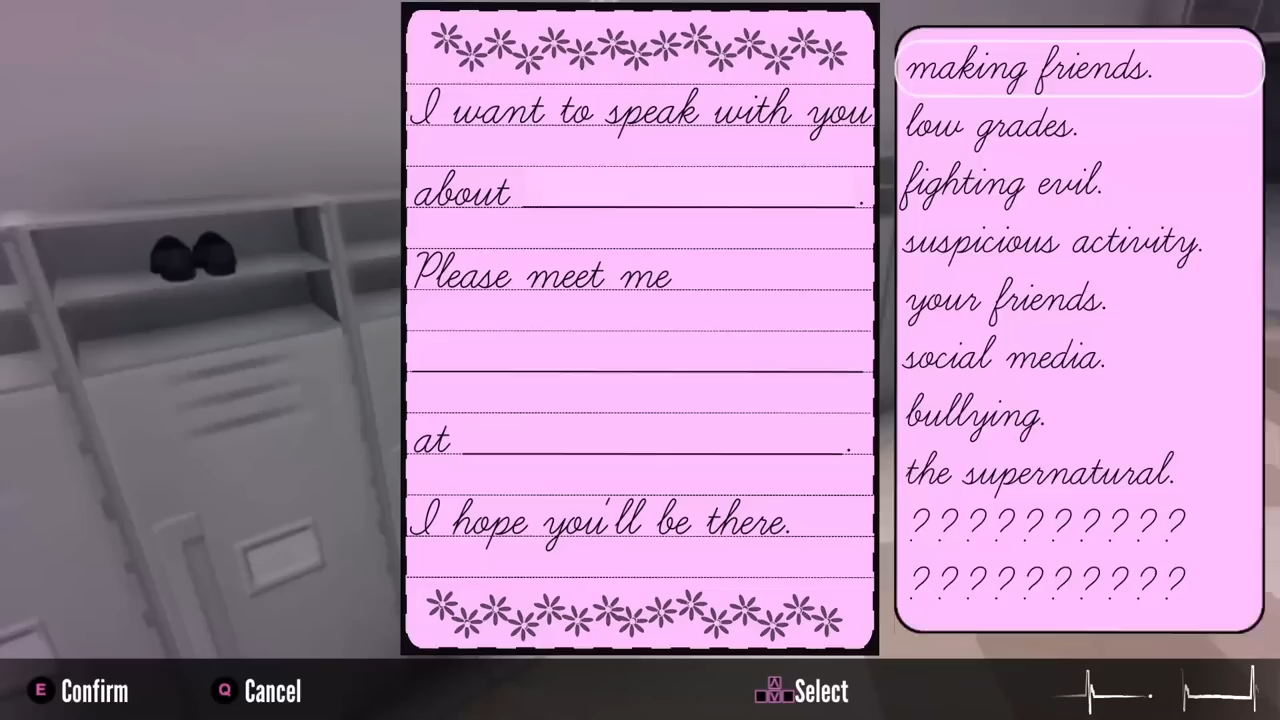 I want to speak with you
about ____________________.
Please meet me
____________________
at ____________________.
I hope you'll be there.
making friends.
low grades.
fighting evil.
suspicious activity.
your friends.
social media.
bullying.
the supernatural.
??????????
??????????
E Confirm
Q Cancel
Select